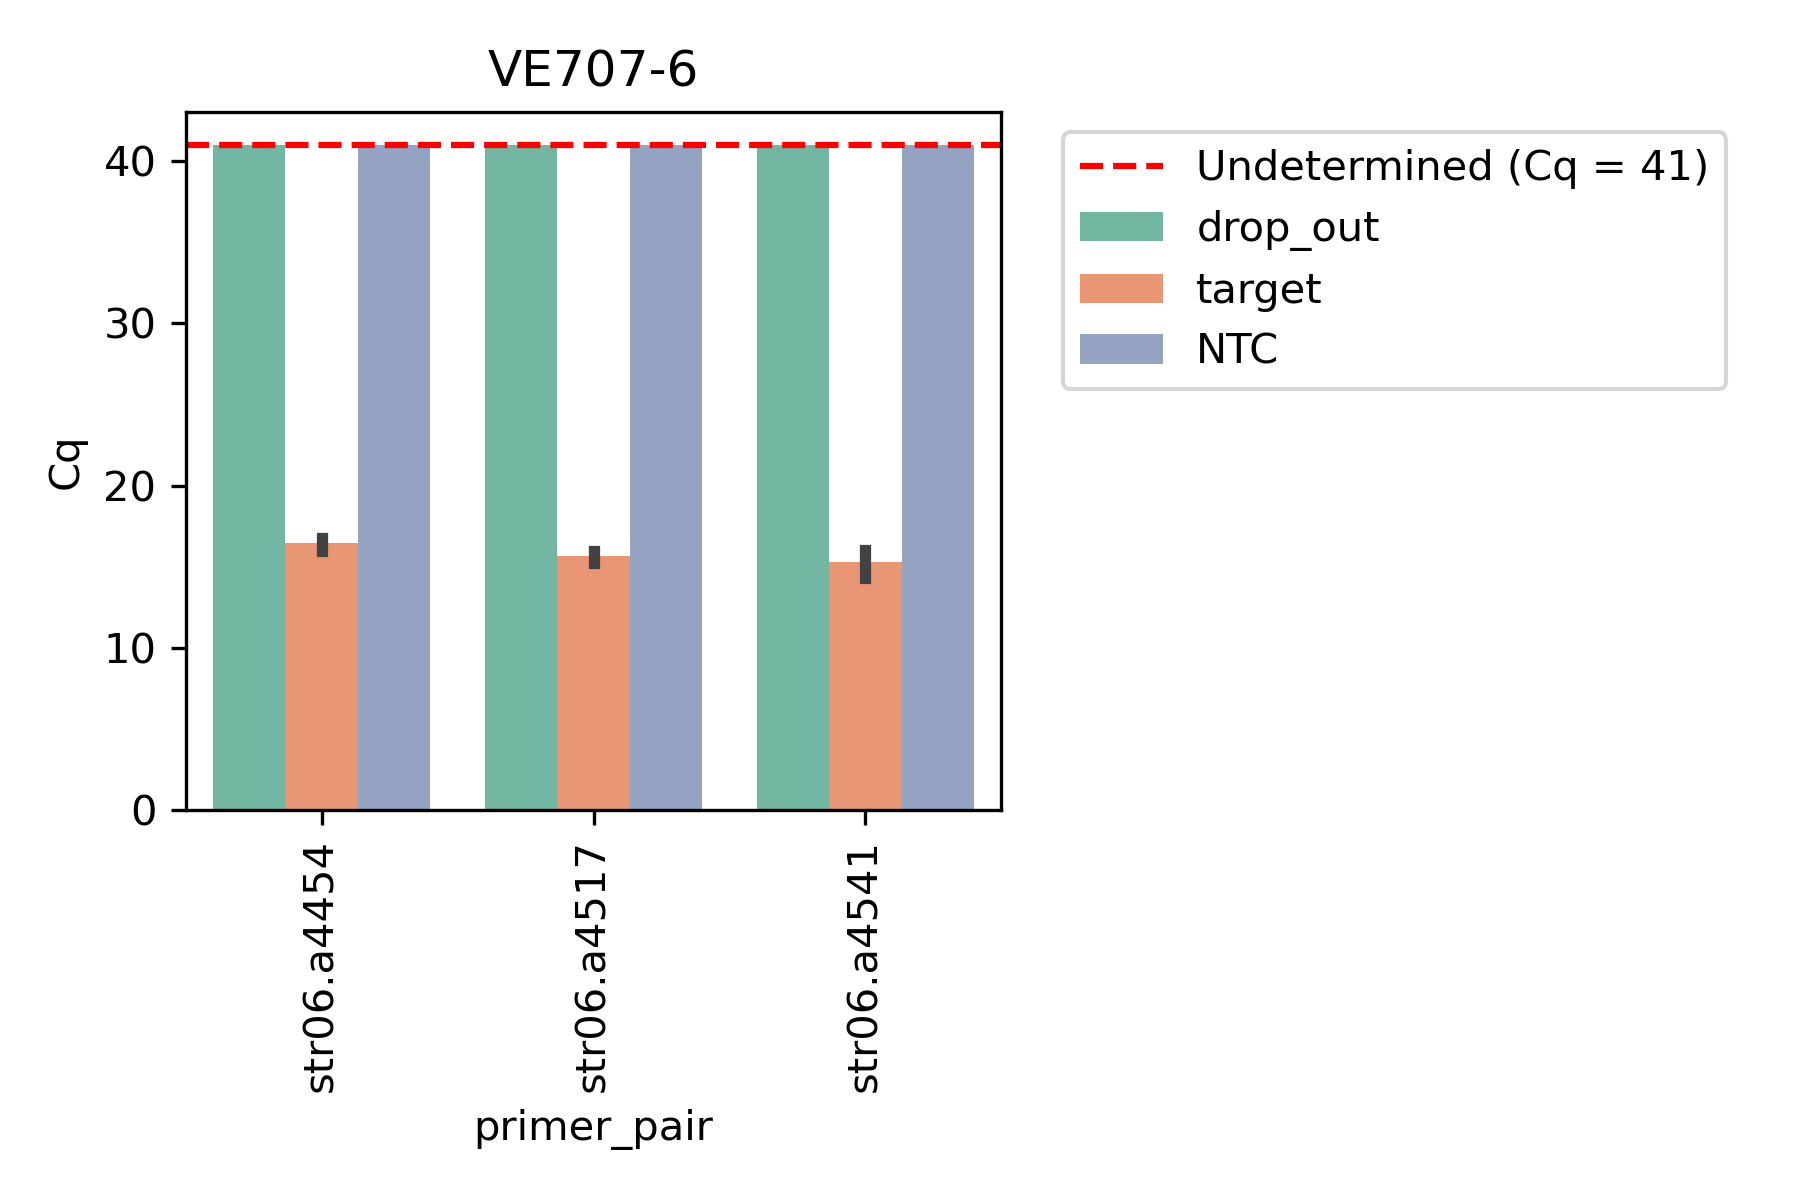 VE707-6
Cq
40
30
20
10
0
str06.a4454
str06.a4517
str06.a4541
primer_pair
Undetermined (Cq = 41)
drop_out
target
NTC